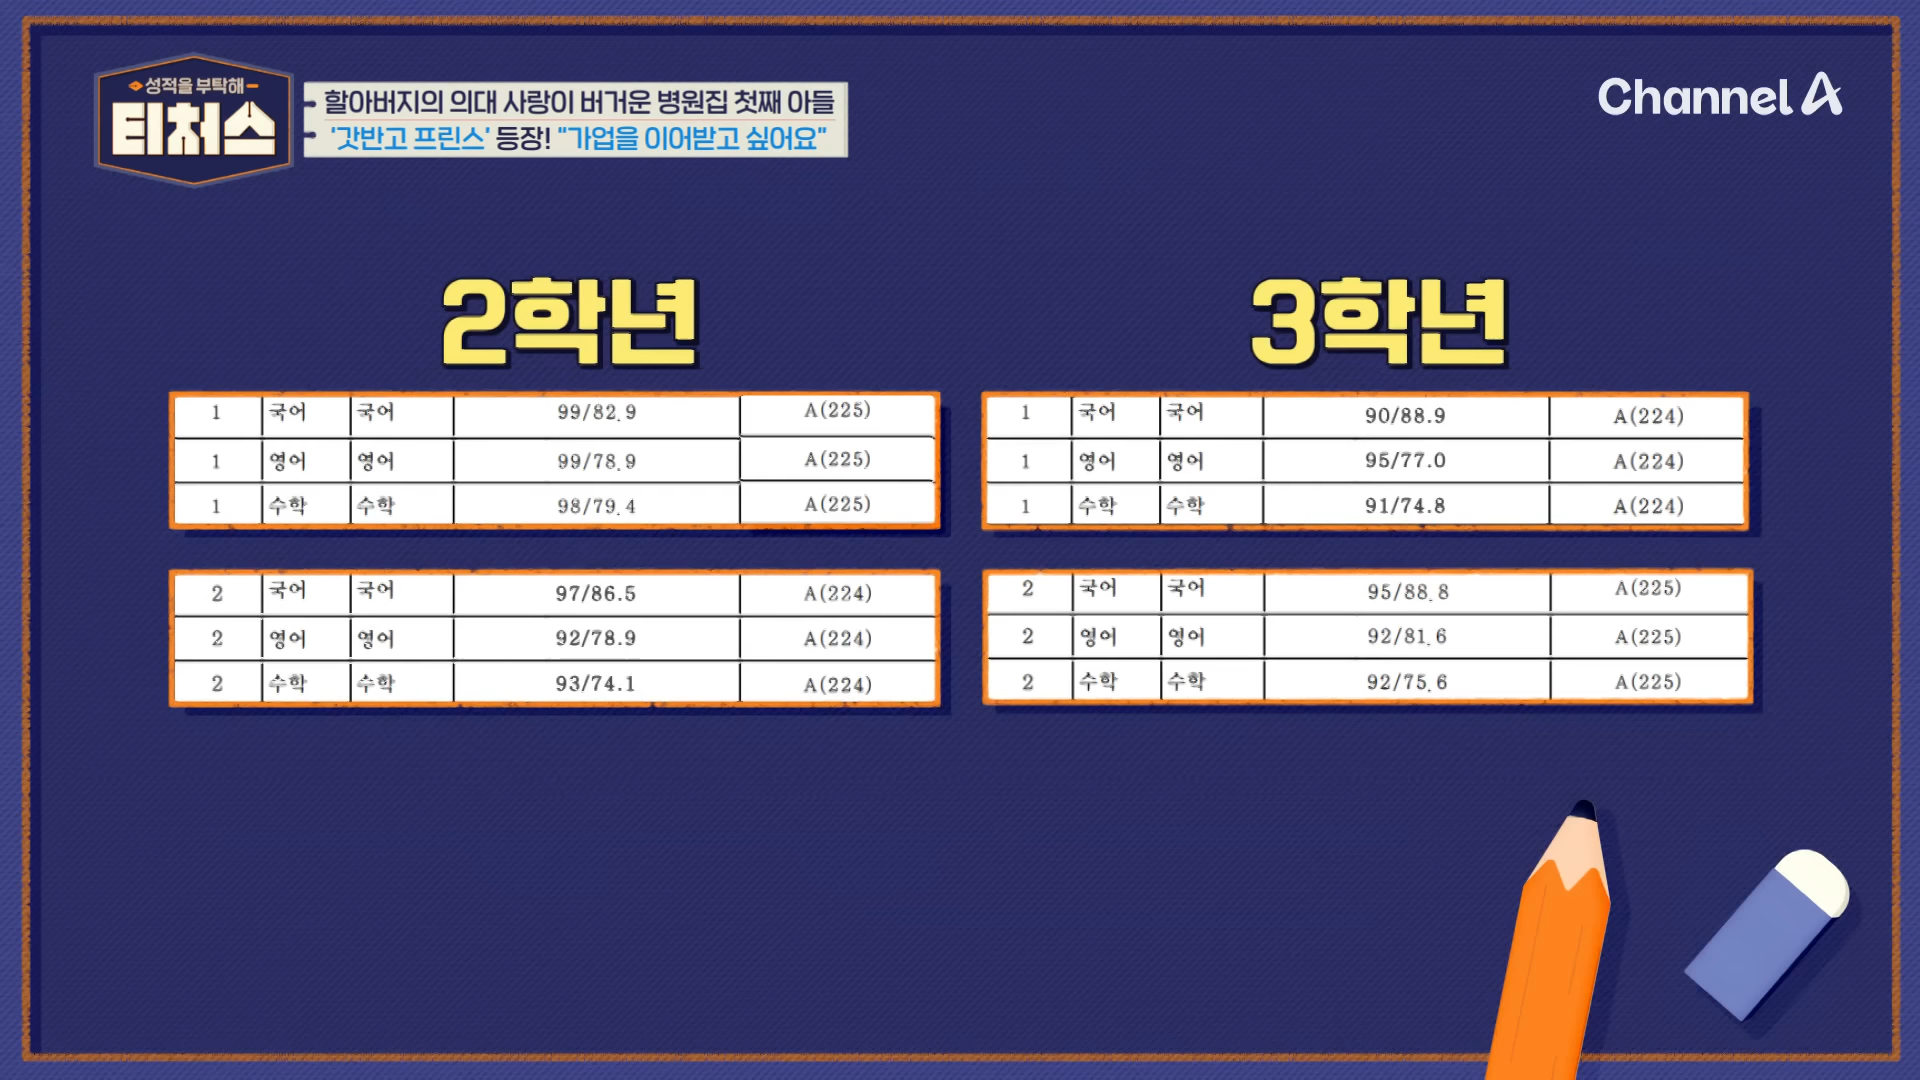 성적을 부탁해
티처스
할아버지의 의대 사랑이 버거운 병원집 첫째 아들
'갓반고 프린스' 등장! "가업을 이어받고 싶어요"
Channel A
2학년
1 국어 국어 99/82.9 A(225)
1 영어 영어 99/78.9 A(225)
1 수학 수학 98/79.4 A(225)
2 국어 국어 97/86.5 A(224)
2 영어 영어 92/78.9 A(224)
2 수학 수학 93/74.1 A(224)
3학년
1 국어 국어 90/88.9 A(224)
1 영어 영어 95/77.0 A(224)
1 수학 수학 91/74.8 A(224)
2 국어 국어 95/88.8 A(225)
2 영어 영어 92/81.6 A(225)
2 수학 수학 92/75.6 A(225)